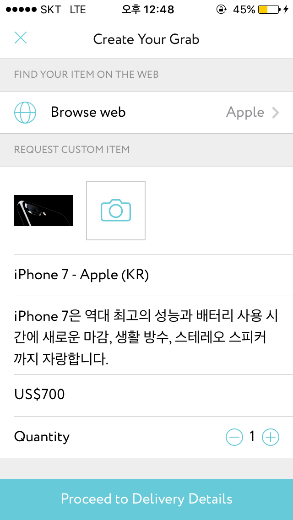 SKT LTE 오후 12:48 45%
Create Your Grab
FIND YOUR ITEM ON THE WEB
Browse web Apple
REQUEST CUSTOM ITEM
iPhone 7 - Apple (KR)
iPhone 7은 역대 최고의 성능과 배터리 사용 시
간에 새로운 마감, 생활 방수, 스테레오 스피커
까지 자랑합니다.
US$700
Quantity 1
Proceed to Delivery Details